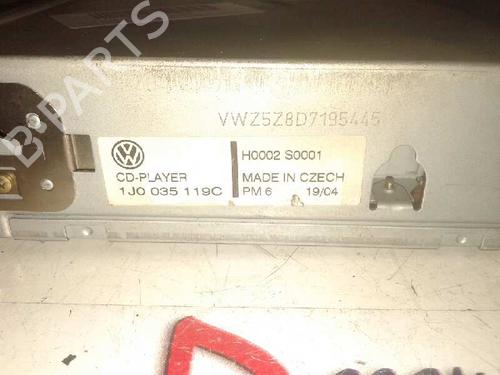 B-PARTS
VWZ5Z8D7195445
H0002 S0001
CD-PLAYER
MADE IN CZECH
1J0 035 119C
PM 6
19/04